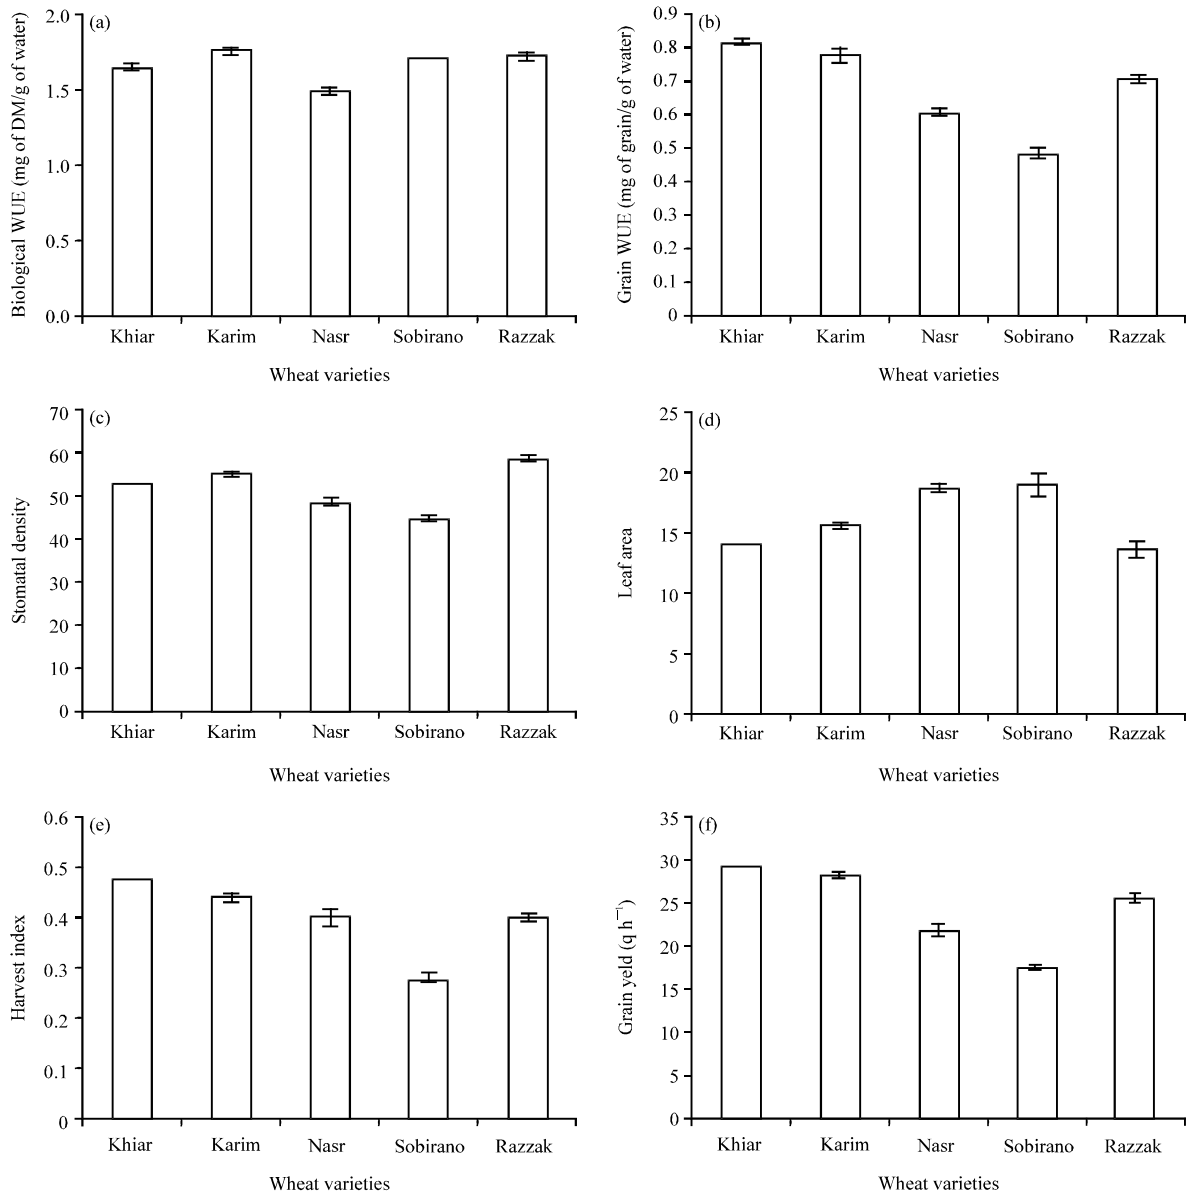 (a)
Biological WUE (mg of DM/g of water)
2.0
1.5
1.0
0.5
0.0
Khiar Karim Nasr Sobirano Razzak
Wheat varieties
(b)
Grain WUE (mg of grain/g of water)
0.9
0.8
0.7
0.6
0.5
0.4
0.3
0.2
0.1
0
Khiar Karim Nasr Sobirano Razzak
Wheat varieties
(c)
Stomatal density
70
60
50
40
30
20
10
0
Khiar Karim Nasr Sobirano Razzak
Wheat varieties
(d)
Leaf area
25
20
15
10
5
0
Khiar Karim Nasr Sobirano Razzak
Wheat varieties
(e)
Harvest index
0.6
0.5
0.4
0.3
0.2
0.1
0
Khiar Karim Nasr Sobirano Razzak
Wheat varieties
(f)
Grain yeld (q h⁻¹)
35
30
25
20
15
10
5
0
Khiar Karim Nasr Sobirano Razzak
Wheat varieties